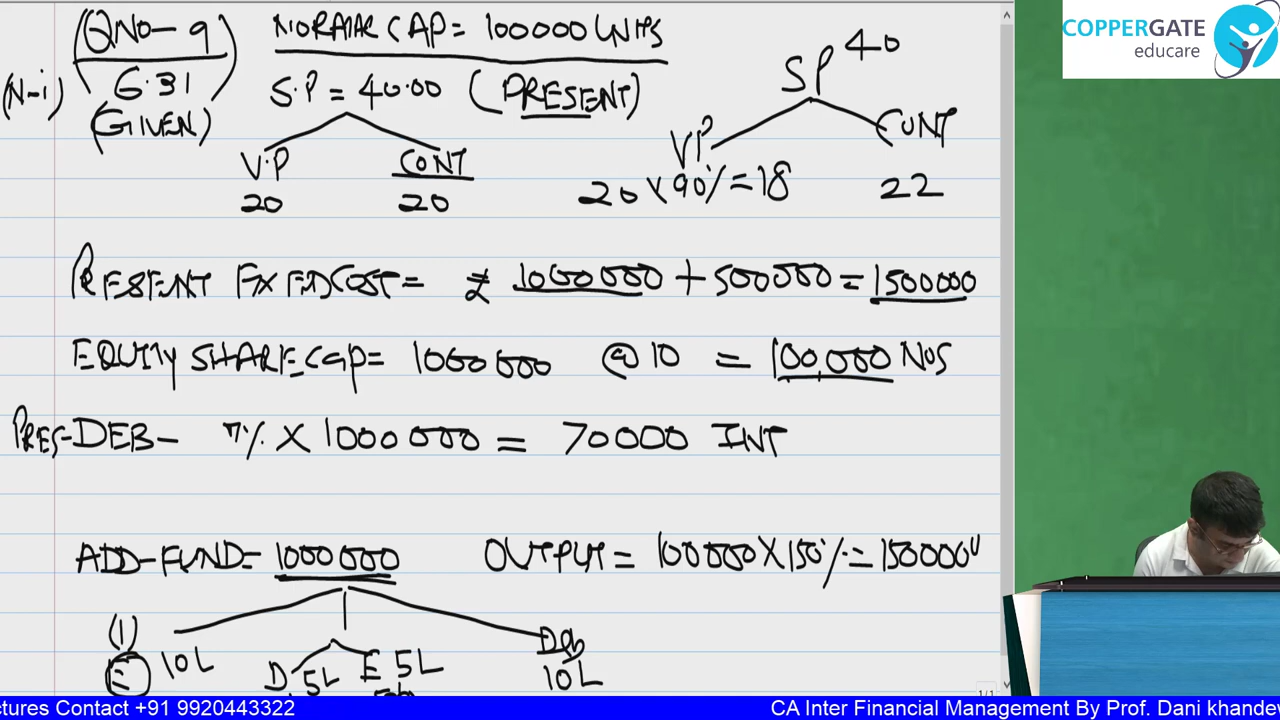 (QNO-9) NORMAL CAP = 100000 UNITS
(N-i) 6.31 S.P = 40.00 (PRESENT) SP 40
(GIVEN)
V.P CONT VP CONT
20 20 20 X 90% = 18 22
PRESENT FIXED COST = ₹ 1000000 + 500000 = 1500000
EQUITY SHARE CAP = 1000000 @ 10 = 100,000 NOS
PRES-DEB- 7% X 1000000 = 70000 INT
ADD-FUND = 1000000 OUTPUT = 100000 X 150% = 150000 U
(1) Deb
E 10L D 5L E 5L 10L
COPPERGATE
educare
ctures Contact +91 9920443322 CA Inter Financial Management By Prof. Dani khandev